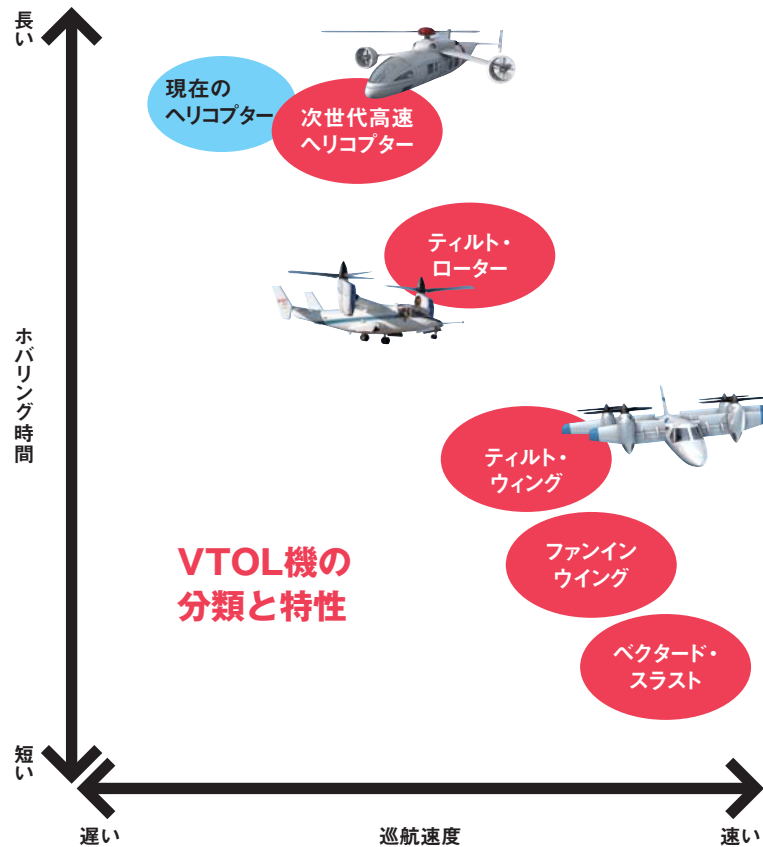 長い
現在の
ヘリコプター
次世代高速
ヘリコプター
ティルト・
ローター
ホバリング時間
ティルト・
ウィング
VTOL機の
分類と特性
ファンイン
ウイング
ベクタード・
スラスト
短い
遅い
巡航速度
速い